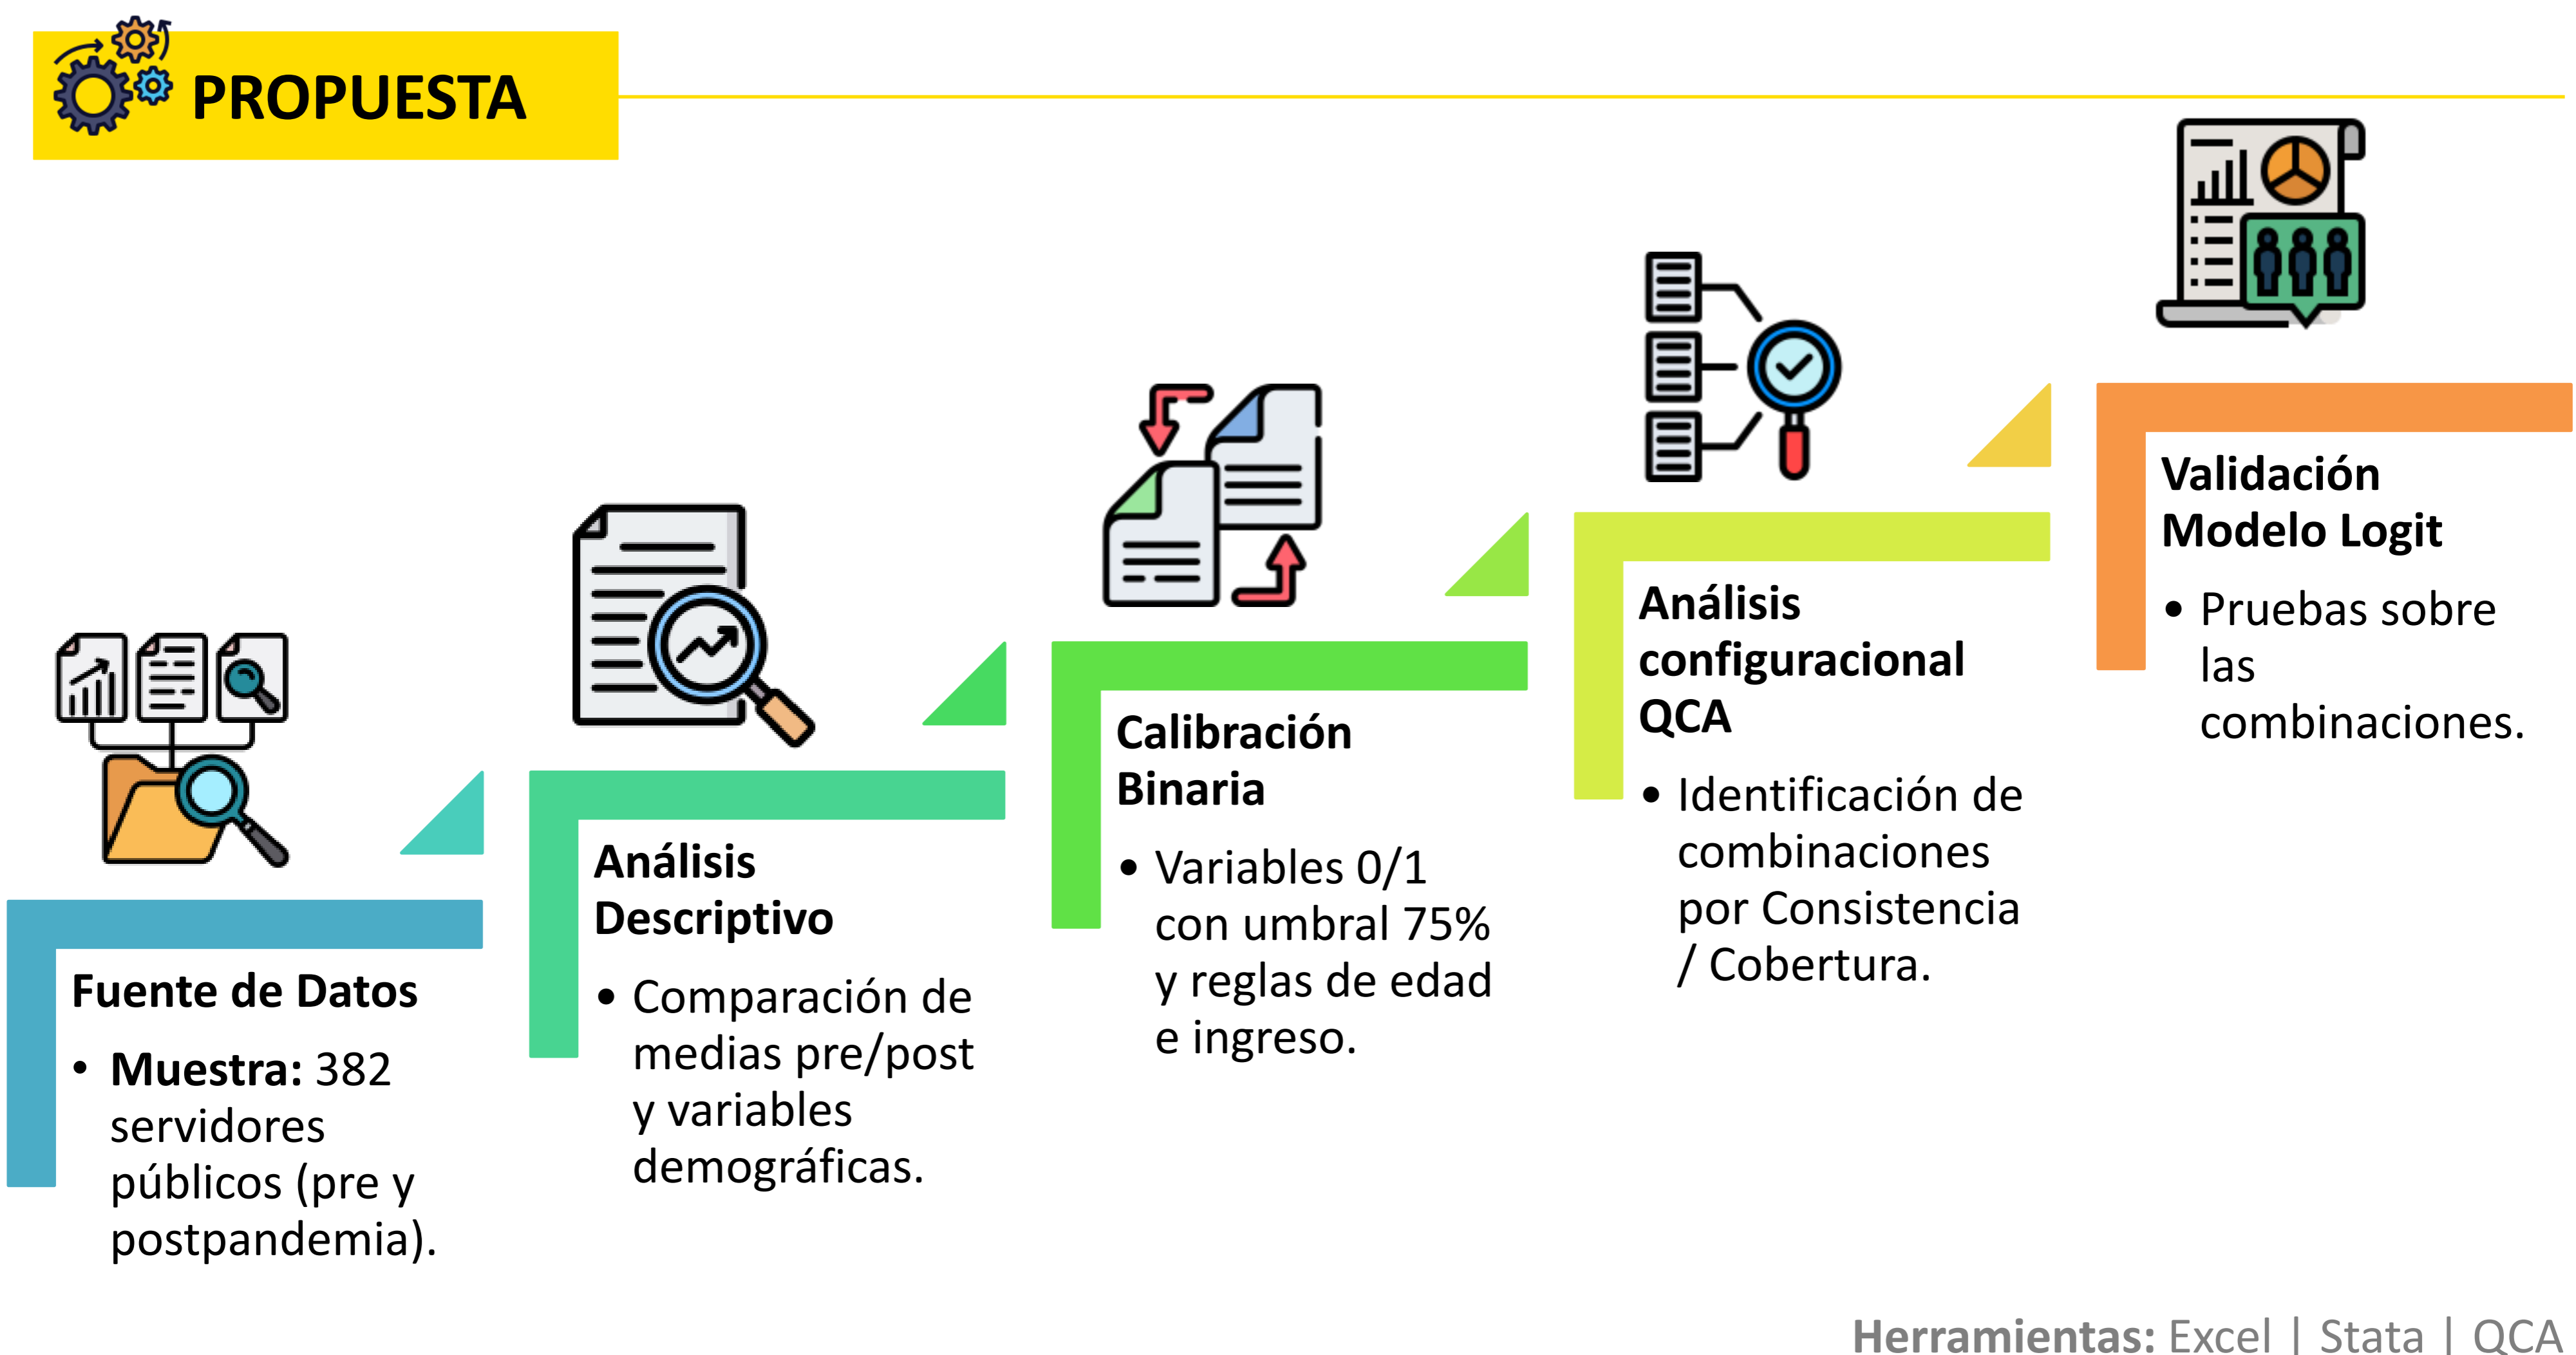 PROPUESTA
Fuente de Datos
• Muestra: 382
servidores
públicos (pre y
postpandemia).
Análisis
Descriptivo
• Comparación de
medias pre/post
y variables
demográficas.
Calibración
Binaria
• Variables 0/1
con umbral 75%
y reglas de edad
e ingreso.
Análisis
configuracional
QCA
• Identificación de
combinaciones
por Consistencia
/ Cobertura.
Validación
Modelo Logit
• Pruebas sobre
las
combinaciones.
Herramientas: Excel | Stata | QCA